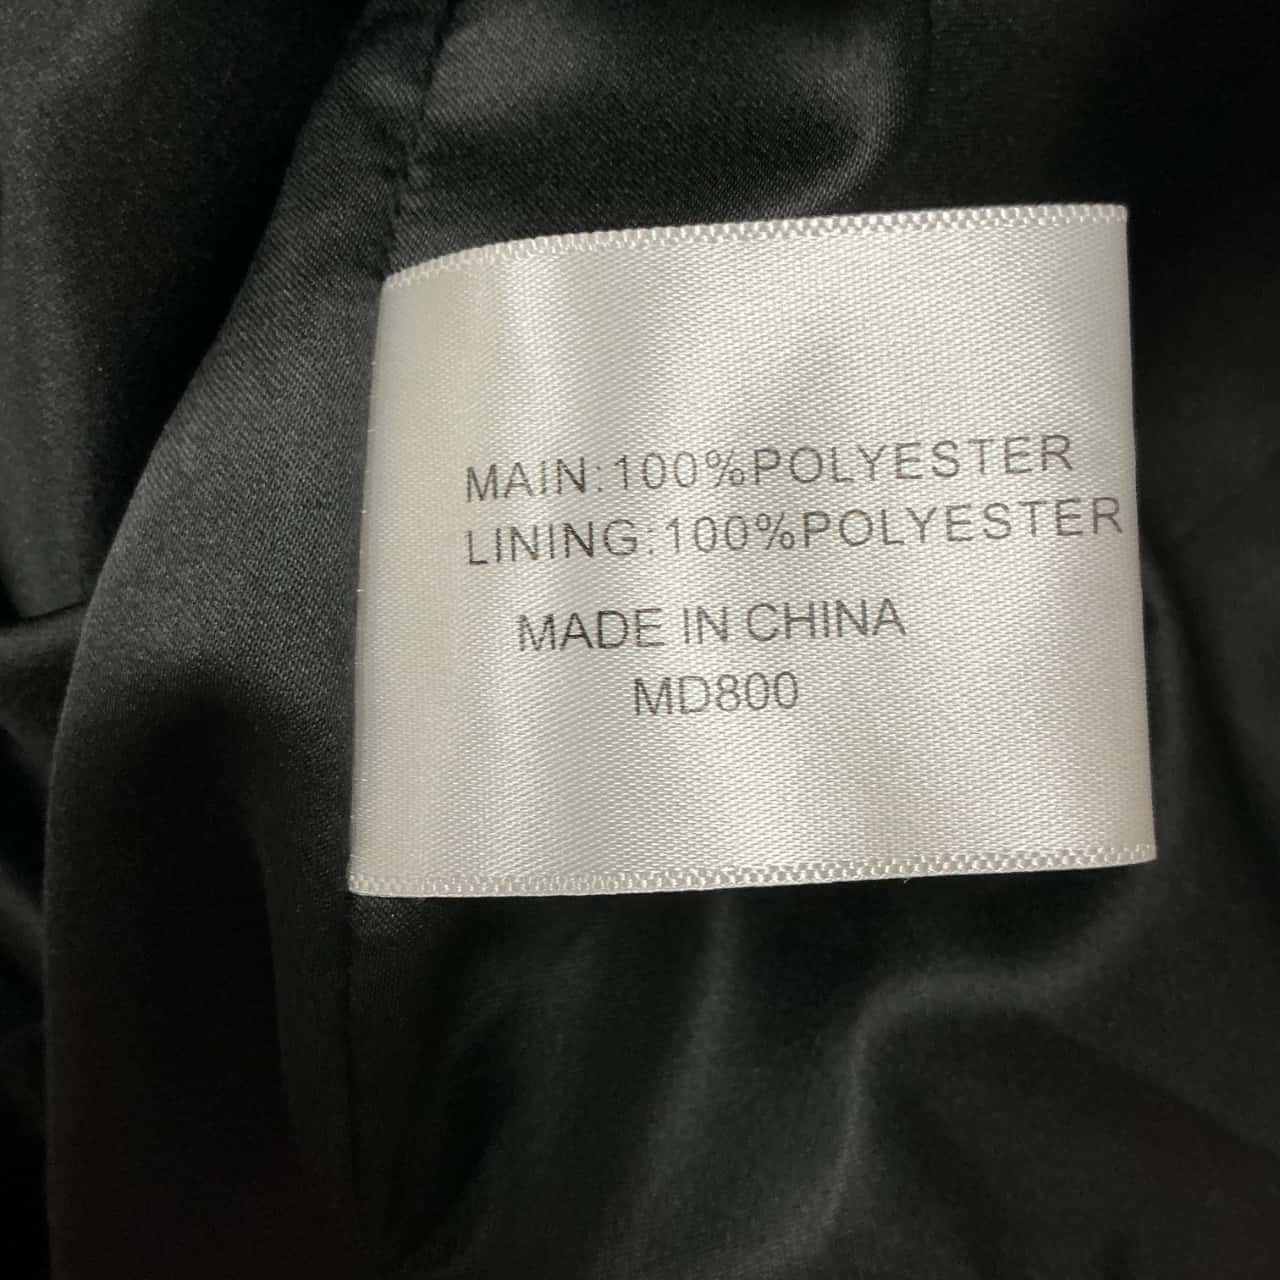 MAIN:100%POLYESTER
LINING:100%POLYESTER
MADE IN CHINA
MD800